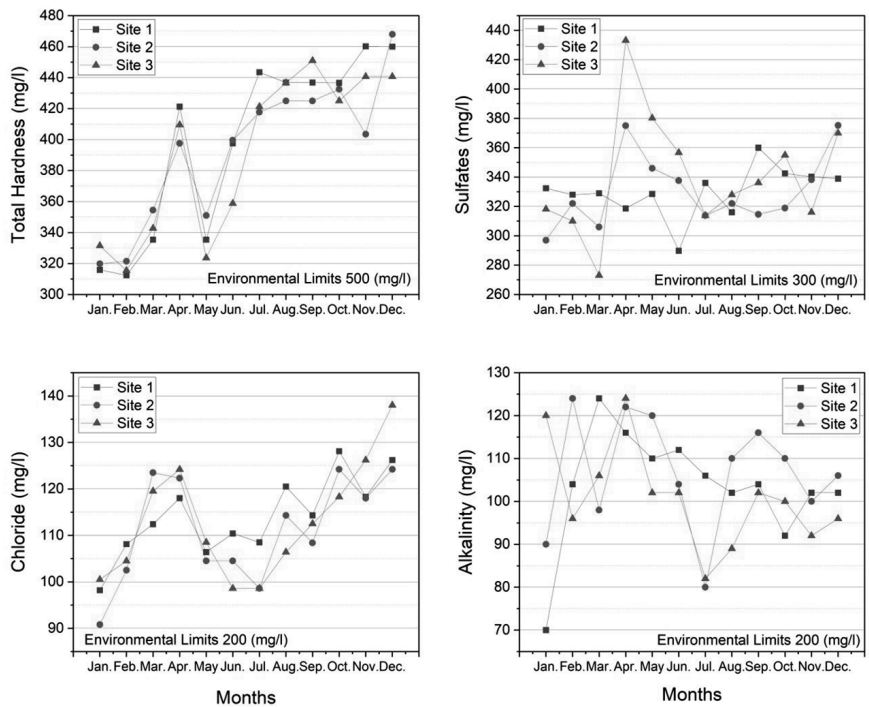 Total Hardness (mg/l)
480
460
440
420
400
380
360
340
320
300
Site 1
Site 2
Site 3
Environmental Limits 500 (mg/l)
Jan. Feb. Mar. Apr. May Jun. Jul. Aug. Sep. Oct. Nov. Dec.
Sulfates (mg/l)
450
440
420
400
380
360
340
320
300
280
260
Site 1
Site 2
Site 3
Environmental Limits 300 (mg/l)
Jan. Feb. Mar. Apr. May Jun. Jul. Aug. Sep. Oct. Nov. Dec.
Chloride (mg/l)
145
140
130
120
110
100
90
Site 1
Site 2
Site 3
Environmental Limits 200 (mg/l)
Jan. Feb. Mar. Apr. May Jun. Jul. Aug. Sep. Oct. Nov. Dec.
Months
Alkalinity (mg/l)
130
120
110
100
90
80
70
Site 1
Site 2
Site 3
Environmental Limits 200 (mg/l)
Jan. Feb. Mar. Apr. May Jun. Jul. Aug. Sep. Oct. Nov. Dec.
Months